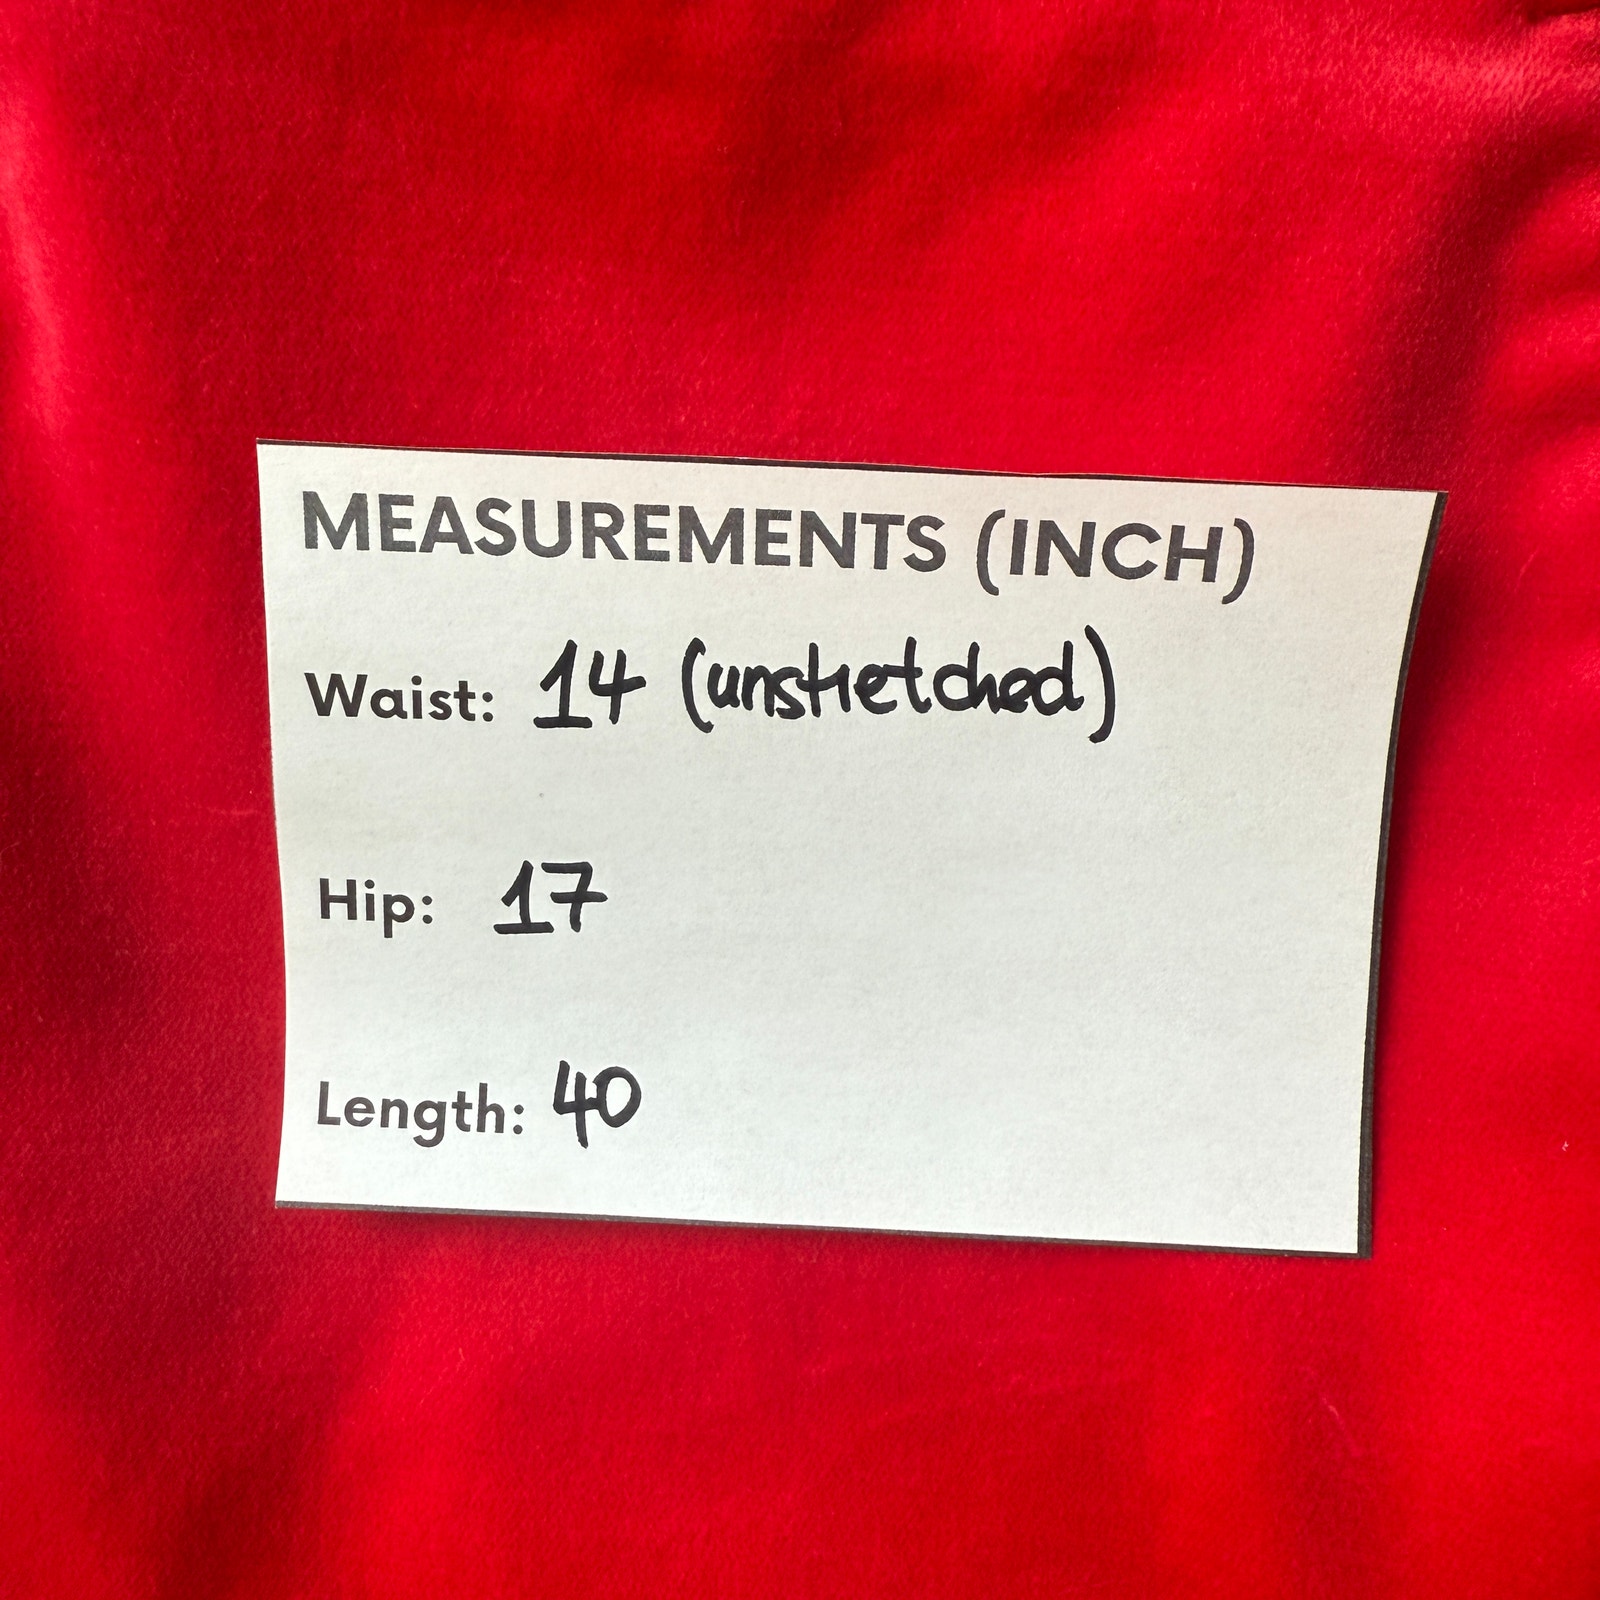 MEASUREMENTS (INCH)
Waist: 14 (unstretched)
Hip: 17
Length: 40